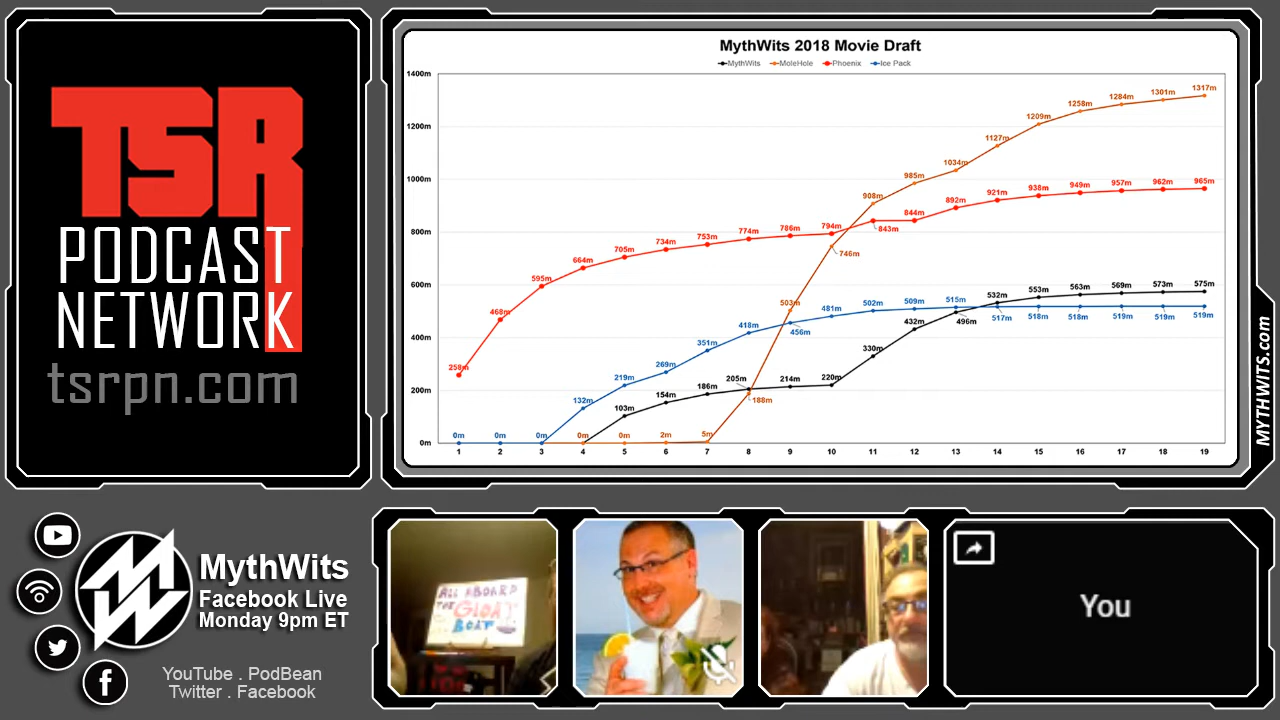 TSR
PODCAST
NETWORK
tsrpn.com
MythWits 2018 Movie Draft
MythWits MoleHole Phoenix Ice Pack
1400m
1200m
1000m
800m
600m
400m
200m
0m
258m 468m 595m 664m 705m 734m 753m 774m 786m 794m 843m 844m 892m 921m 938m 949m 957m 962m 965m
0m 0m 2m 5m 188m 503m 746m 908m 985m 1034m 1127m 1209m 1258m 1284m 1301m 1317m
0m 0m 0m 132m 219m 269m 351m 418m 456m 481m 502m 509m 515m 517m 518m 518m 519m 519m 519m
103m 154m 186m 205m 214m 220m 330m 432m 496m 532m 553m 563m 569m 573m 575m
1 2 3 4 5 6 7 8 9 10 11 12 13 14 15 16 17 18 19
MYTHWITS.com
MythWits
Facebook Live
Monday 9pm ET
YouTube . PodBean
Twitter . Facebook
ALL ABOARD
THE GLOAT
BOAT
You